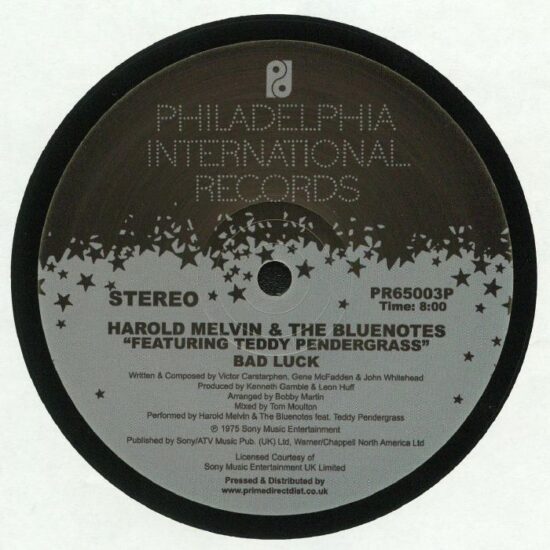 PHILADELPHIA
INTERNATIONAL
RECORDS
STEREO
PR65003P
Time: 8:00
HAROLD MELVIN & THE BLUENOTES
"FEATURING TEDDY PENDERGRASS"
BAD LUCK
Written & Composed by Victor Carstarphen, Gene McFadden & John Whitehead
Produced by Kenneth Gamble & Leon Huff
Arranged by Bobby Martin
Mixed by Tom Moulton
Performed by Harold Melvin & The Bluenotes feat. Teddy Pendergrass
℗ 1975 Sony Music Entertainment
Published by Sony/ATV Music Pub. (UK) Ltd, Warner/Chappell North America Ltd
Licensed Courtesy of
Sony Music Entertainment UK Limited
Pressed & Distributed by
www.primedirectdist.co.uk